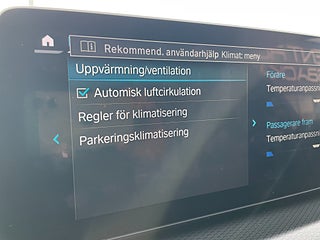 Rekommend. användarhjälp Klimat: meny
Uppvärmning/ventilation
Automisk luftcirkulation
Regler för klimatisering
Parkeringsklimatisering
Förare
Temperaturanpassn
Passagerare fram
Temperaturanpassn